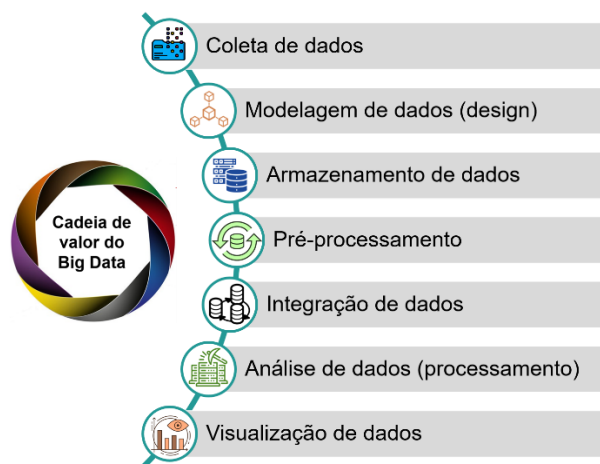 Coleta de dados
Modelagem de dados (design)
Armazenamento de dados
Cadeia de
valor do
Big Data
Pré-processamento
Integração de dados
Análise de dados (processamento)
Visualização de dados